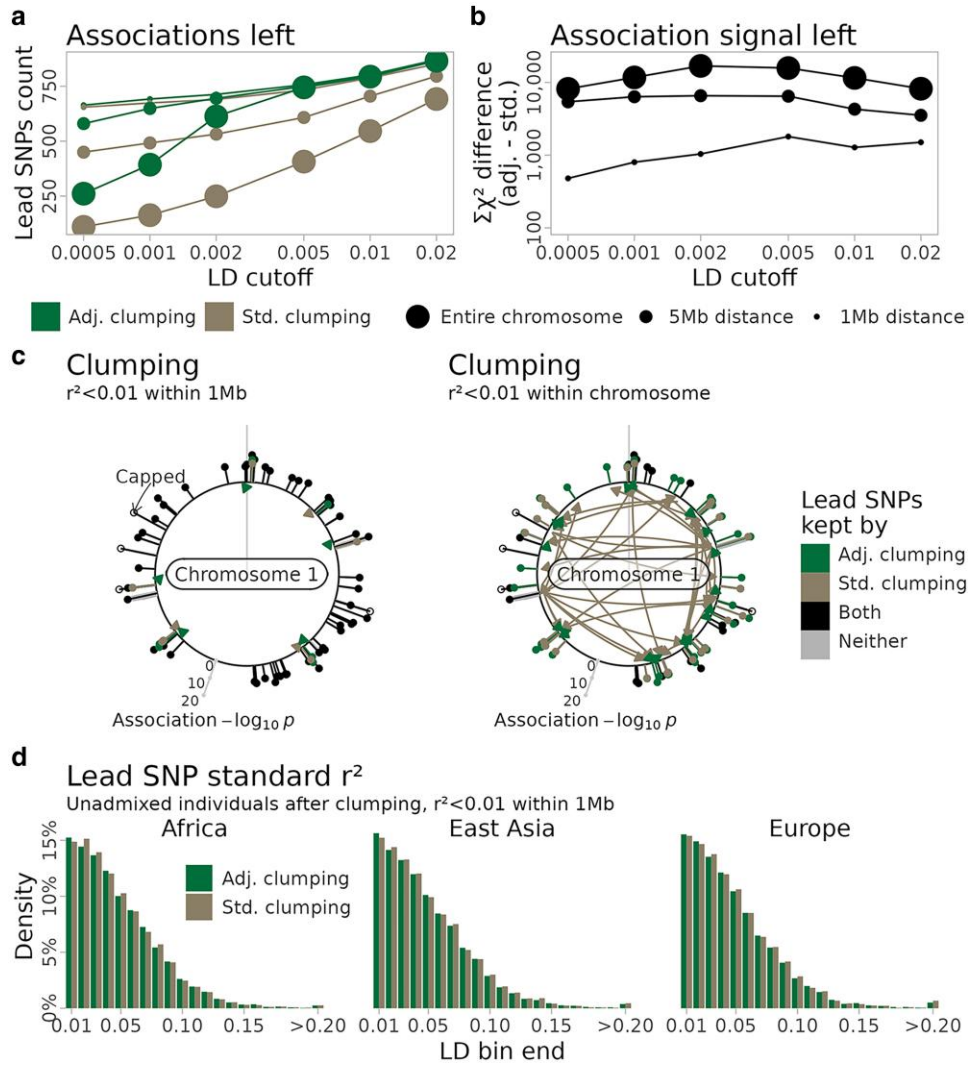 a
Associations left
Lead SNPs count
750
500
250
0.0005 0.001 0.002 0.005 0.01 0.02
LD cutoff
b
Association signal left
Σχ² difference
(adj. - std.)
10,000
1,000
100
0.0005 0.001 0.002 0.005 0.01 0.02
LD cutoff
Adj. clumping Std. clumping Entire chromosome 5Mb distance 1Mb distance
c
Clumping
r²<0.01 within 1Mb
Capped
Chromosome 1
0
10
20
Association −log₁₀ p
Clumping
r²<0.01 within chromosome
Chromosome 1
0
10
20
Association −log₁₀ p
Lead SNPs
kept by
Adj. clumping
Std. clumping
Both
Neither
d
Lead SNP standard r²
Unadmixed individuals after clumping, r²<0.01 within 1Mb
Africa East Asia Europe
Density
15%
10%
5%
0%
Adj. clumping
Std. clumping
0.01 0.05 0.10 0.15 >0.20 0.01 0.05 0.10 0.15 >0.20 0.01 0.05 0.10 0.15 >0.20
LD bin end